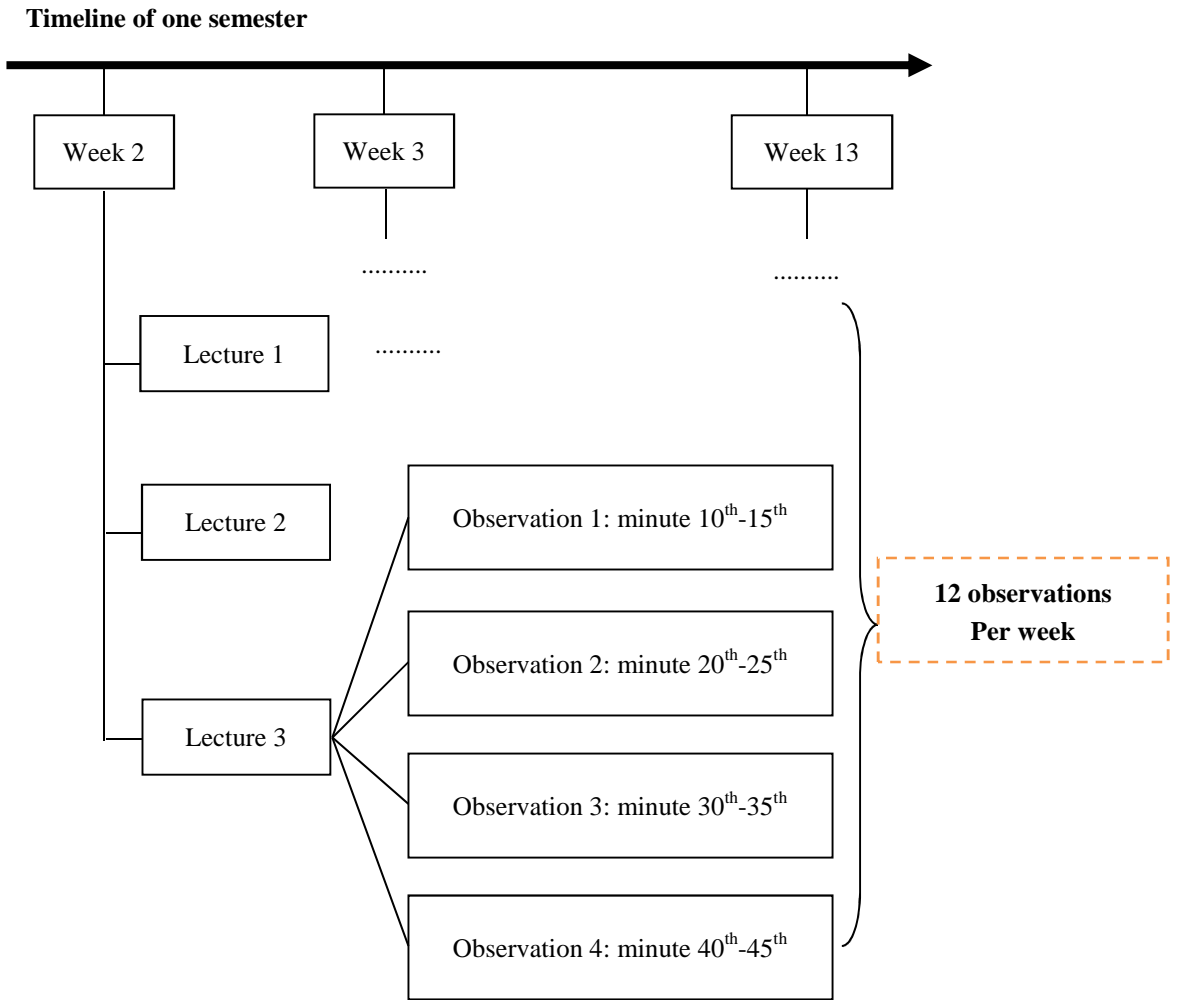 Timeline of one semester
Week 2
Week 3
Week 13
..........
..........
Lecture 1
..........
Lecture 2
Observation 1: minute 10th-15th
Observation 2: minute 20th-25th
12 observations
Per week
Lecture 3
Observation 3: minute 30th-35th
Observation 4: minute 40th-45th